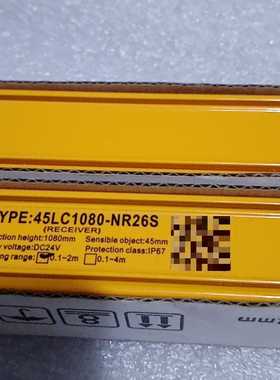 YPE:45LC1080-NR26S
(RECEIVER)
ction height:1080mm Sensible object:45mm
y voltage:DC24V Protection class:IP67
ing range: 0.1~2m 0.1~4m